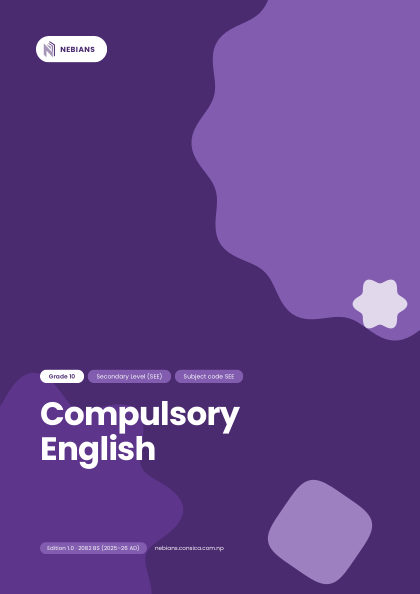 NEBIANS
Grade 10 Secondary Level (SEE) Subject code SEE
Compulsory
English
Edition 1.0 · 2082 BS (2025–26 AD) nebians.consica.com.np